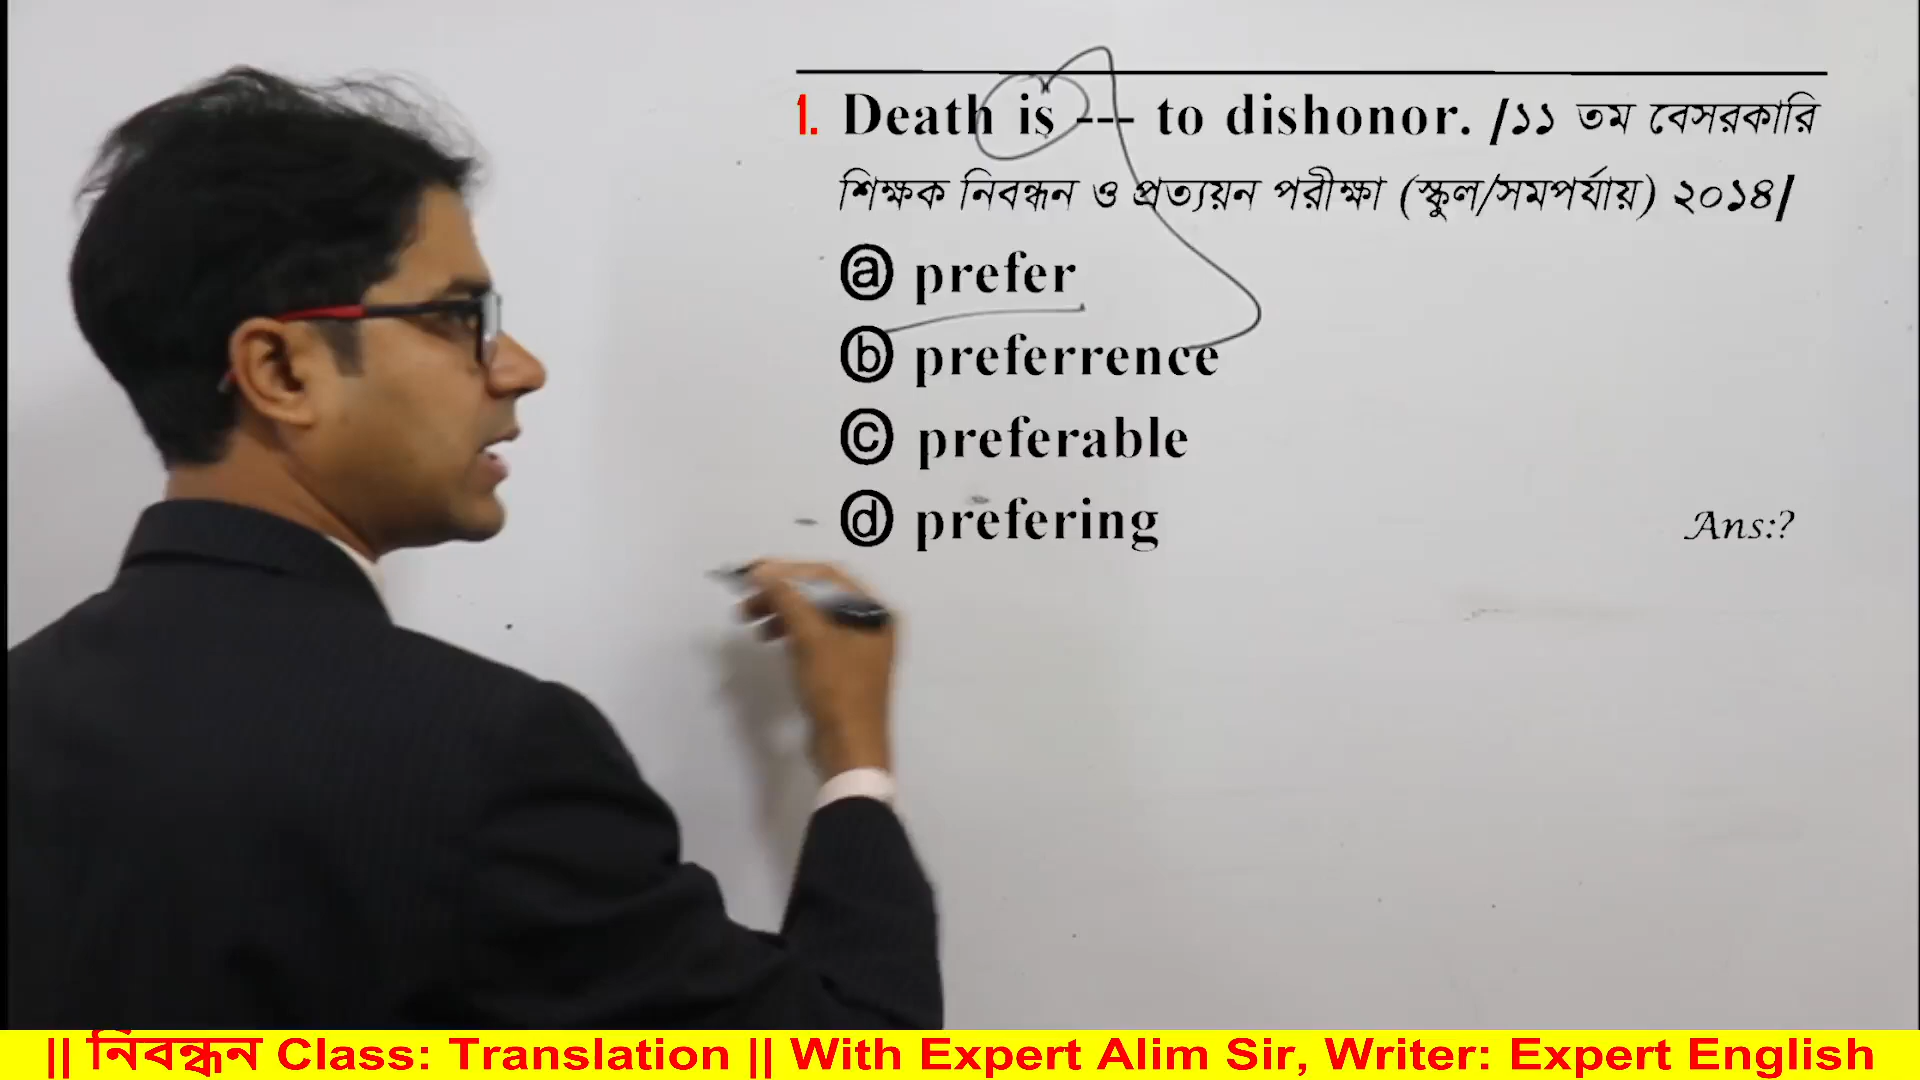 1. Death is --- to dishonor. /১১ তম বেসরকারি
শিক্ষক নিবন্ধন ও প্রত্যয়ন পরীক্ষা (স্কুল/সমপর্যায়) ২০১৪/
ⓐ prefer
ⓑ preferrence
ⓒ preferable
ⓓ prefering
Ans:?
|| নিবন্ধন Class: Translation || With Expert Alim Sir, Writer: Expert English